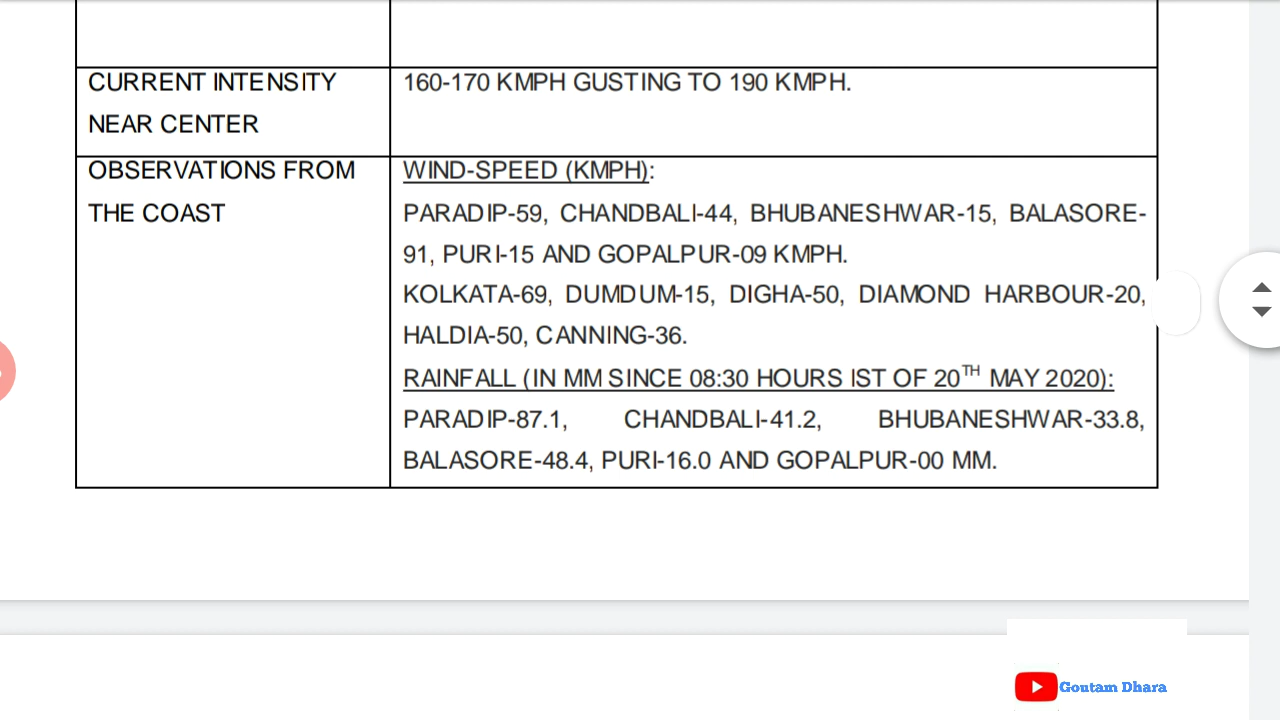 CURRENT INTENSITY
NEAR CENTER
160-170 KMPH GUSTING TO 190 KMPH.
OBSERVATIONS FROM
THE COAST
WIND-SPEED (KMPH):
PARADIP-59, CHANDBALI-44, BHUBANESHWAR-15, BALASORE-
91, PURI-15 AND GOPALPUR-09 KMPH.
KOLKATA-69, DUMDUM-15, DIGHA-50, DIAMOND HARBOUR-20,
HALDIA-50, CANNING-36.
RAINFALL (IN MM SINCE 08:30 HOURS IST OF 20TH MAY 2020):
PARADIP-87.1, CHANDBALI-41.2, BHUBANESHWAR-33.8,
BALASORE-48.4, PURI-16.0 AND GOPALPUR-00 MM.
Goutam Dhara